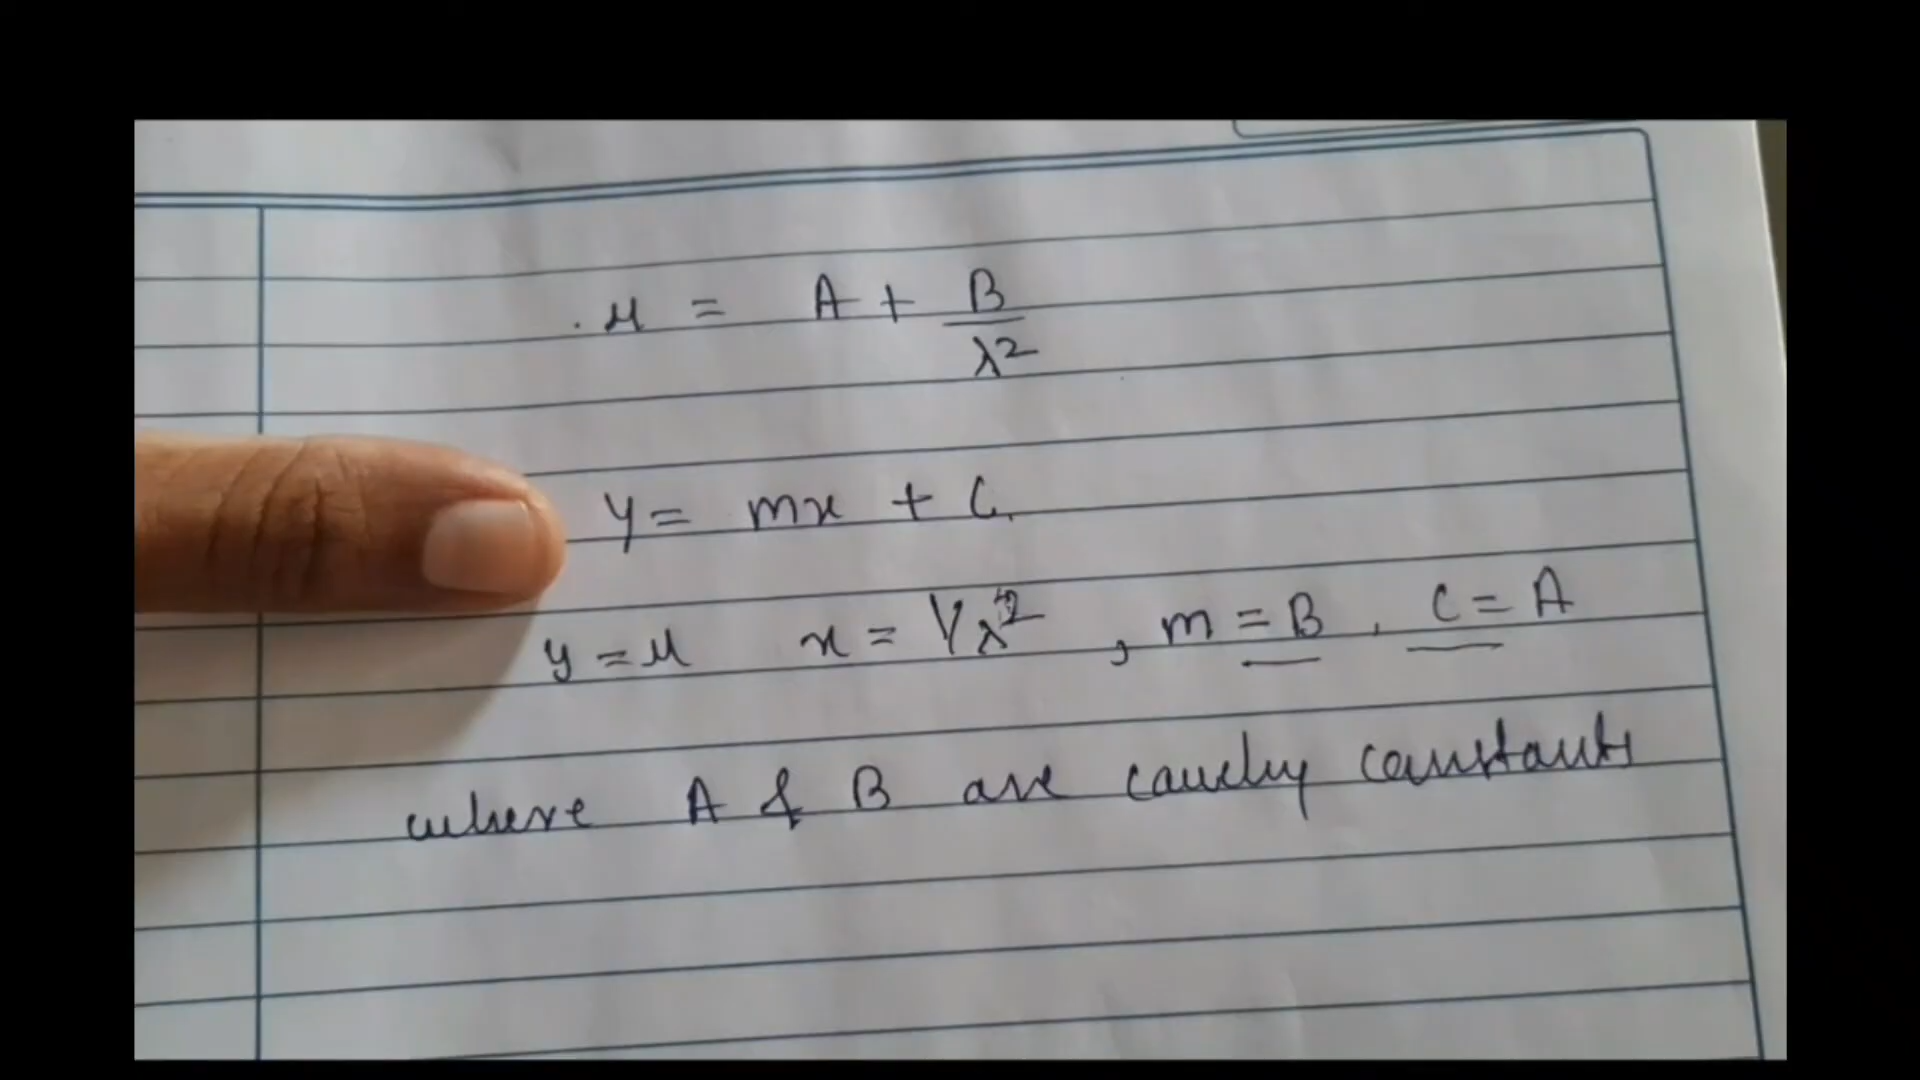 μ = A + B/λ²
y = mx + C
y = μ x = 1/λ² , m = B , C = A
where A & B are cauchy constants